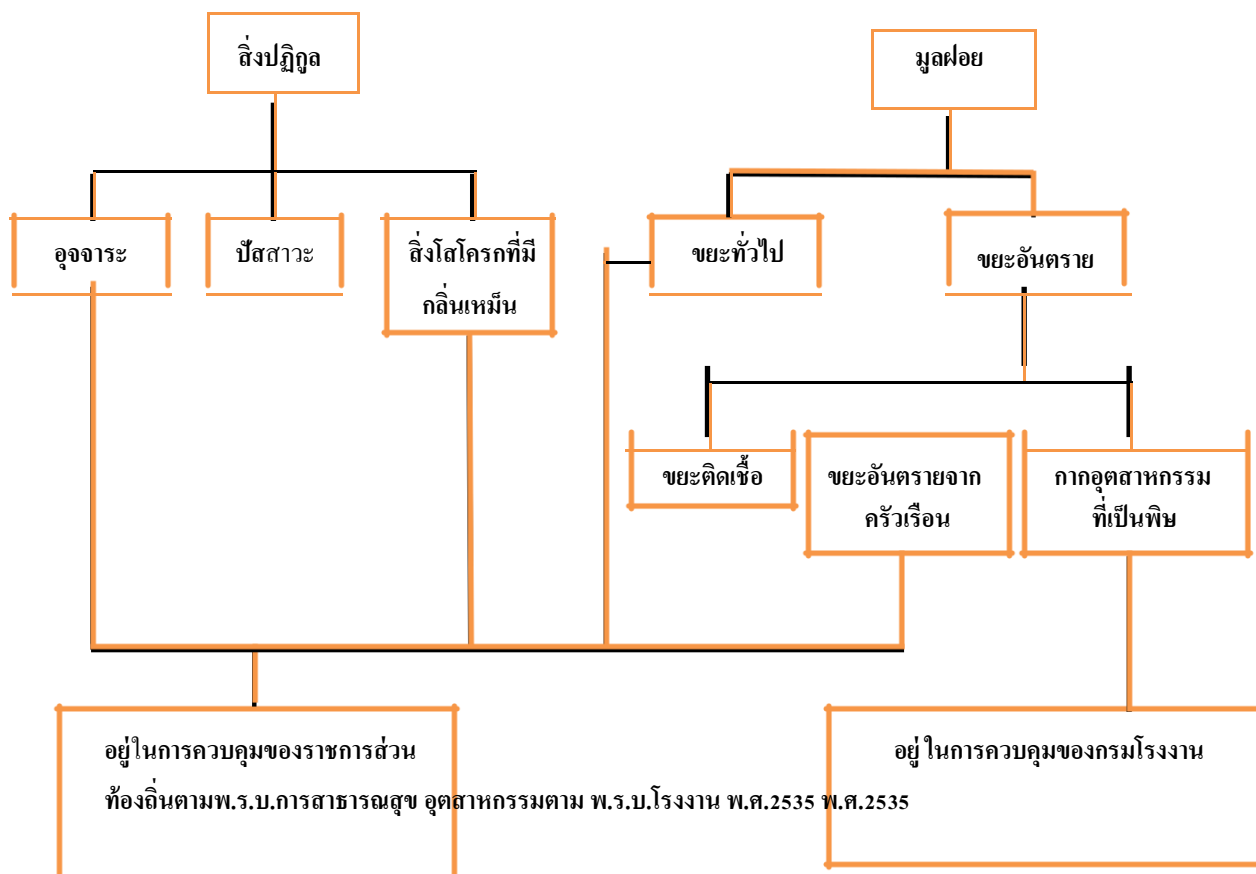 สิ่งปฏิกูล
มูลฝอย
อุจจาระ
ปัสสาวะ
สิ่งโสโครกที่มี
กลิ่นเหม็น
ขยะทั่วไป
ขยะอันตราย
ขยะติดเชื้อ
ขยะอันตรายจาก
ครัวเรือน
กากอุตสาหกรรม
ที่เป็นพิษ
อยู่ในการควบคุมของราชการส่วน
อยู่ ในการควบคุมของกรมโรงงาน
ท้องถิ่นตามพ.ร.บ.การสาธารณสุข อุตสาหกรรมตาม พ.ร.บ.โรงงาน พ.ศ.2535 พ.ศ.2535